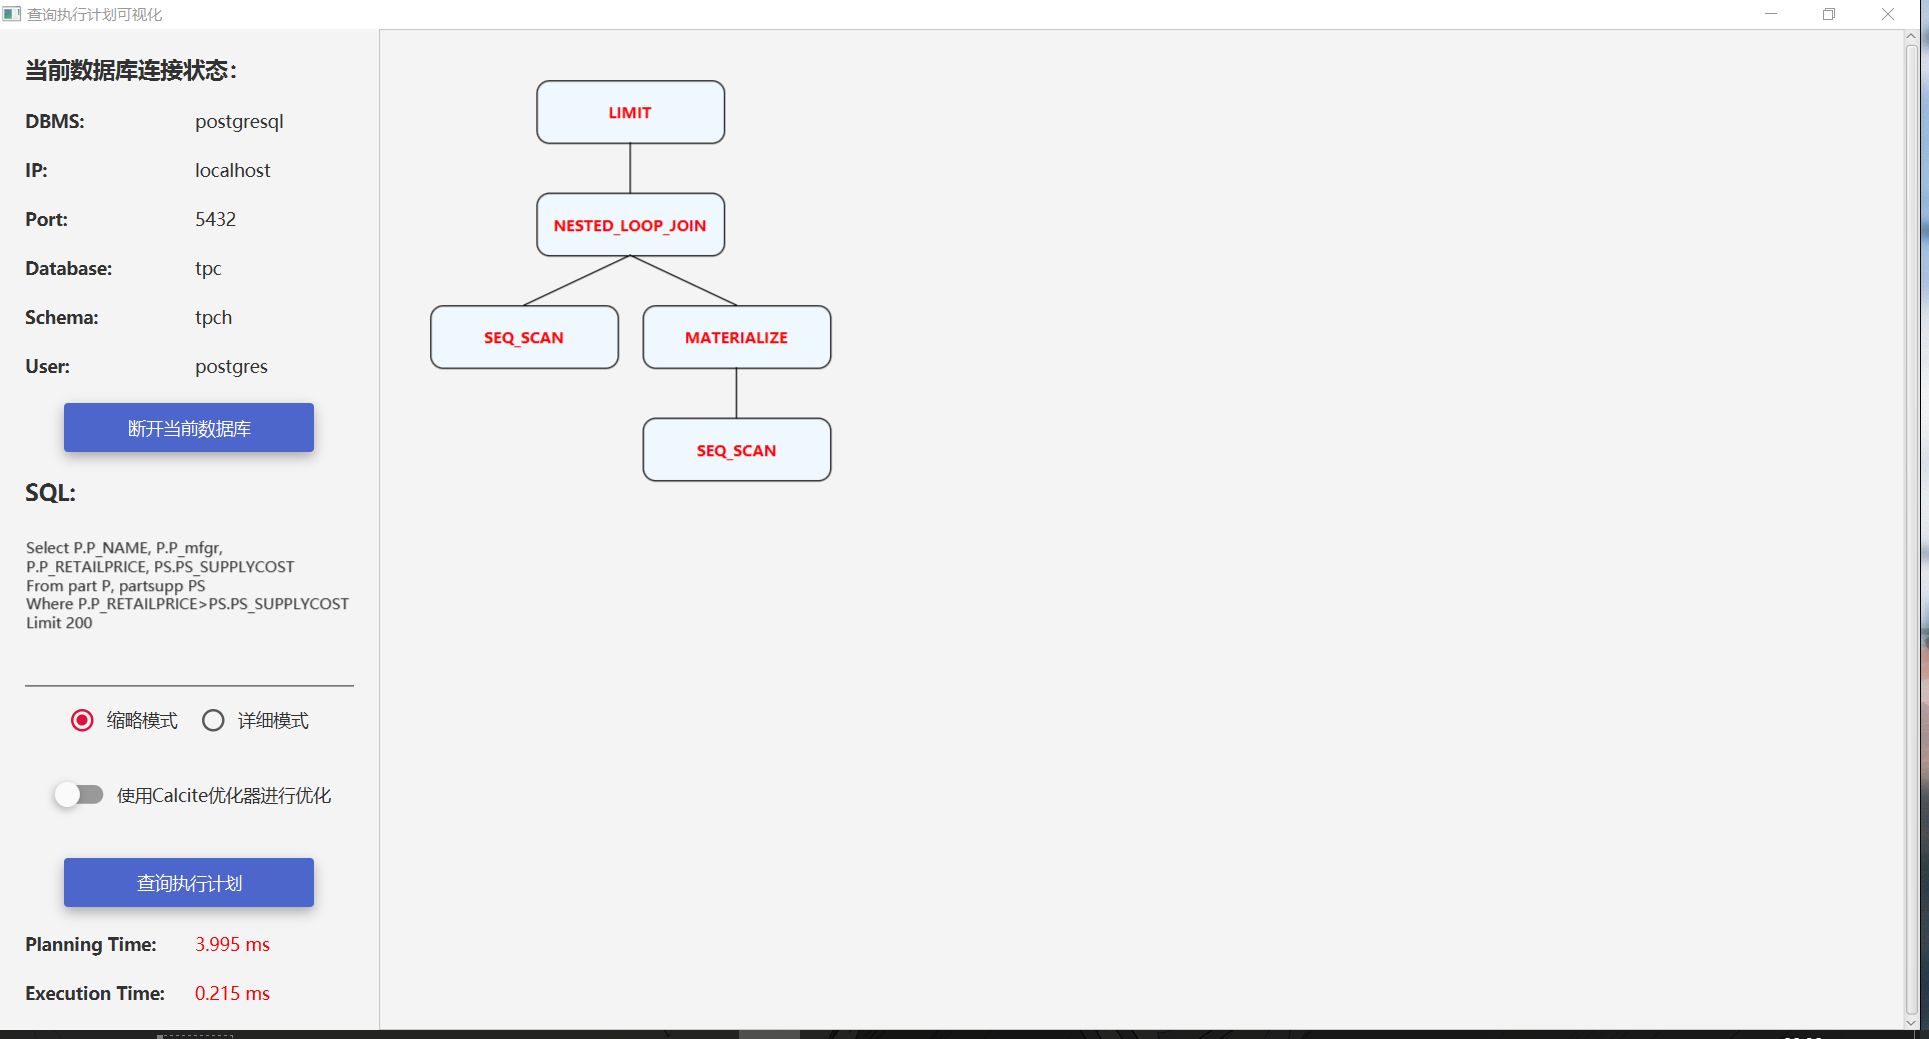 查询执行计划可视化
当前数据库连接状态：
DBMS: postgresql
IP: localhost
Port: 5432
Database: tpc
Schema: tpch
User: postgres
断开当前数据库
SQL:
Select P.P_NAME, P.P_mfgr,
P.P_RETAILPRICE, PS.PS_SUPPLYCOST
From part P, partsupp PS
Where P.P_RETAILPRICE>PS.PS_SUPPLYCOST
Limit 200
缩略模式 详细模式
使用Calcite优化器进行优化
查询执行计划
Planning Time: 3.995 ms
Execution Time: 0.215 ms
LIMIT
NESTED_LOOP_JOIN
SEQ_SCAN MATERIALIZE
SEQ_SCAN